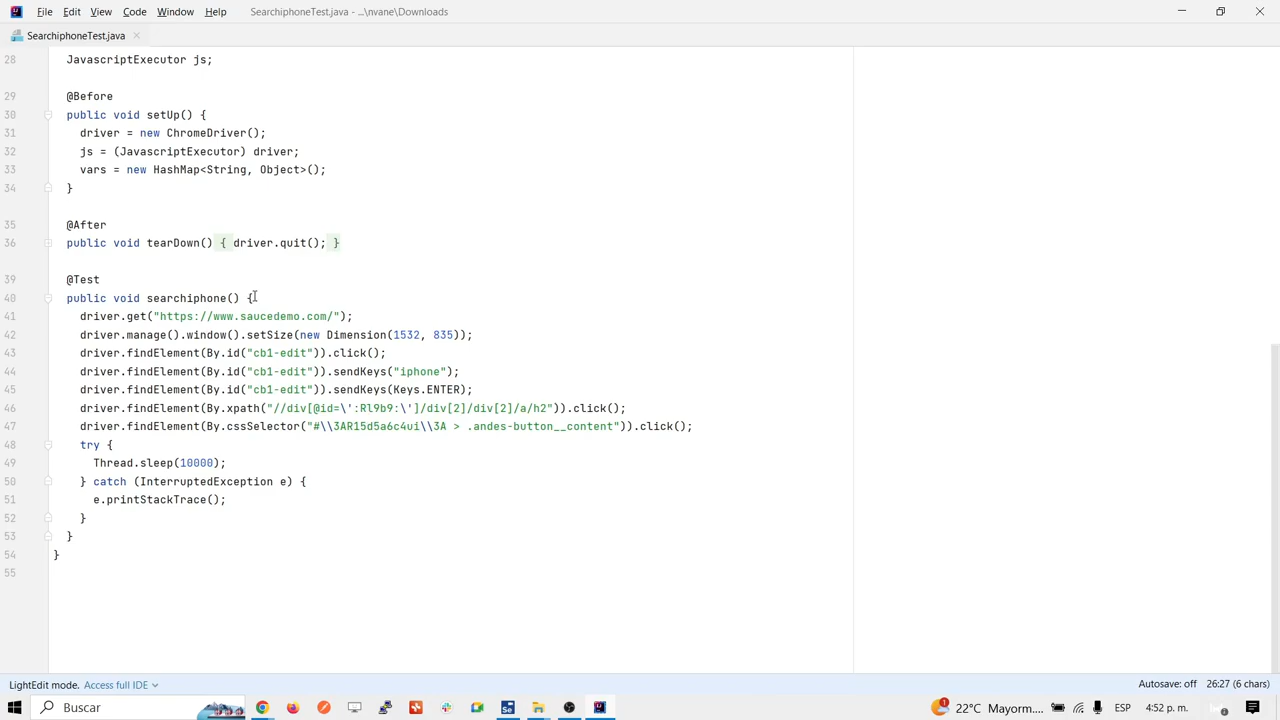 File Edit View Code Window Help SearchiphoneTest.java - ...\nvane\Downloads
SearchiphoneTest.java
28 JavascriptExecutor js;
29 @Before
30 public void setUp() {
31 driver = new ChromeDriver();
32 js = (JavascriptExecutor) driver;
33 vars = new HashMap<String, Object>();
34 }
35 @After
36 public void tearDown() { driver.quit(); }
39 @Test
40 public void searchiphone() {
41 driver.get("https://www.saucedemo.com/");
42 driver.manage().window().setSize(new Dimension(1532, 835));
43 driver.findElement(By.id("cb1-edit")).click();
44 driver.findElement(By.id("cb1-edit")).sendKeys("iphone");
45 driver.findElement(By.id("cb1-edit")).sendKeys(Keys.ENTER);
46 driver.findElement(By.xpath("//div[@id=\':Rl9b9:\']/div[2]/div[2]/a/h2")).click();
47 driver.findElement(By.cssSelector("#\\3AR15d5a6c4ui\\3A > .andes-button__content")).click();
48 try {
49 Thread.sleep(10000);
50 } catch (InterruptedException e) {
51 e.printStackTrace();
52 }
53 }
54 }
55
LightEdit mode. Access full IDE Autosave: off 26:27 (6 chars)
Buscar 22°C Mayorm.... ESP 4:52 p. m.